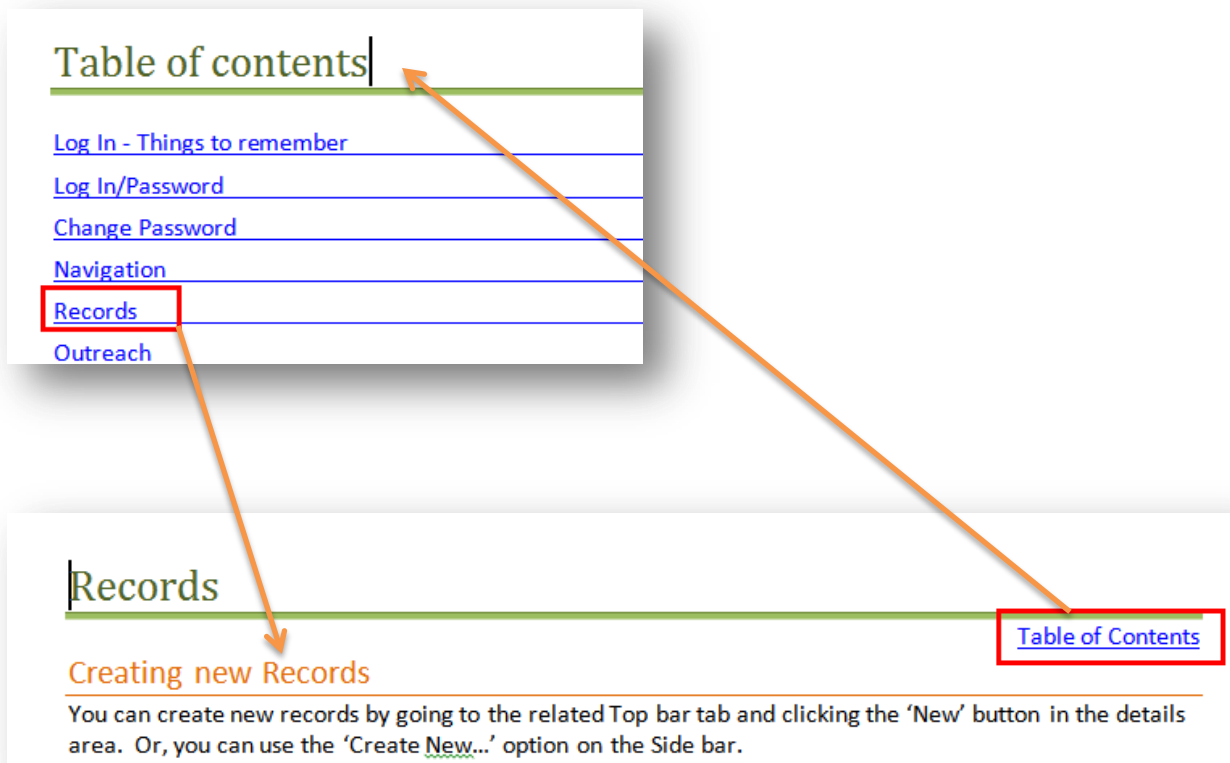 Table of contents
Log In - Things to remember
Log In/Password
Change Password
Navigation
Records
Outreach
Records
Table of Contents
Creating new Records
You can create new records by going to the related Top bar tab and clicking the ‘New’ button in the details
area. Or, you can use the ‘Create New…’ option on the Side bar.